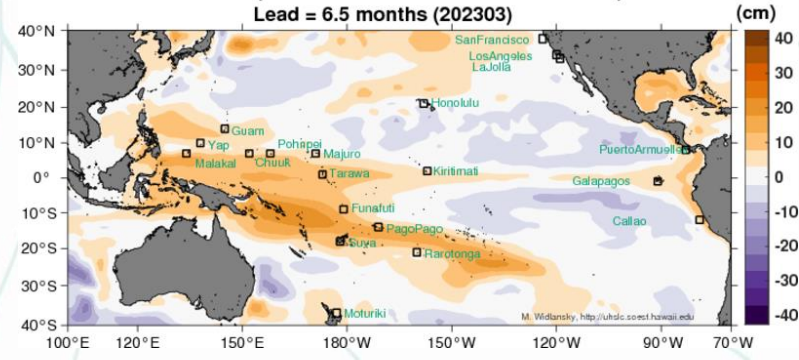 Lead = 6.5 months (202303)
(cm)
40°N
30°N
20°N
10°N
0°
10°S
20°S
30°S
40°S
SanFrancisco
LosAngeles
LaJolla
Honolulu
Guam
Yap
Pohnpei
Malakal
Chuuk
Majuro
PuertoArmuelles
Tarawa
Kiritimati
Galapagos
Funafuti
Callao
PagoPago
Suva
Rarotonga
Moturiki
M. Widlansky, http://uhslc.soest.hawaii.edu
100°E 120°E 150°E 180°W 150°W 120°W 90°W 70°W
40
30
20
10
0
-10
-20
-30
-40